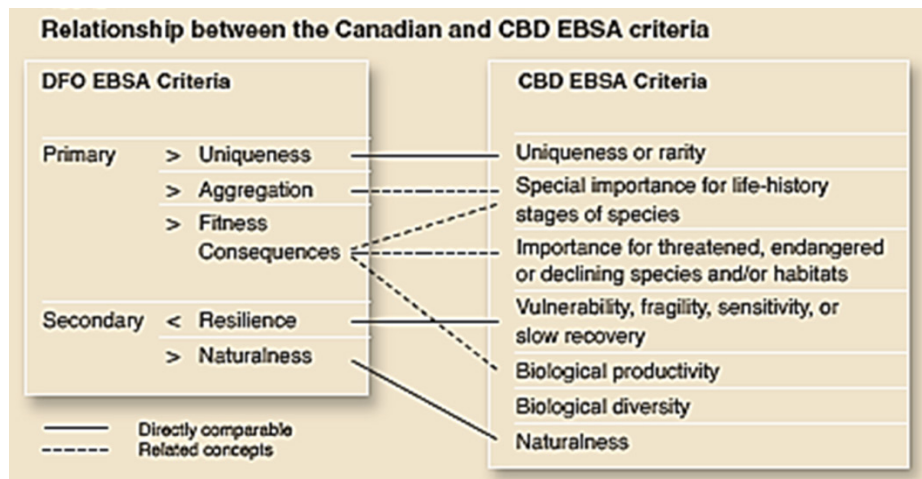 Relationship between the Canadian and CBD EBSA criteria
DFO EBSA Criteria
Primary > Uniqueness
> Aggregation
> Fitness
Consequences
Secondary < Resilience
> Naturalness
CBD EBSA Criteria
Uniqueness or rarity
Special importance for life-history
stages of species
Importance for threatened, endangered
or declining species and/or habitats
Vulnerability, fragility, sensitivity, or
slow recovery
Biological productivity
Biological diversity
Naturalness
Directly comparable
Related concepts